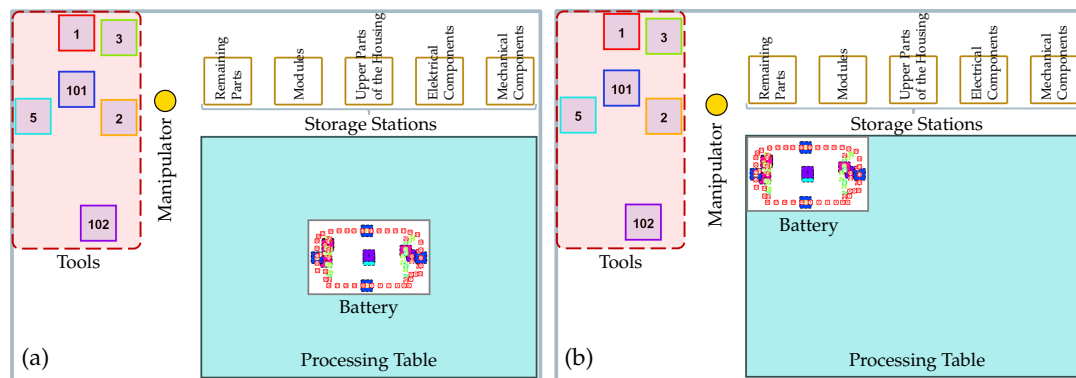 1
3
101
5
2
102
Tools
Manipulator
Remaining
Parts
Modules
Upper Parts
of the Housing
Elektrical
Components
Mechanical
Components
Storage Stations
Battery
Processing Table
(a)
1
3
101
5
2
102
Tools
Manipulator
Remaining
Parts
Modules
Upper Parts
of the Housing
Electrical
Components
Mechanical
Components
Storage Stations
Battery
Processing Table
(b)